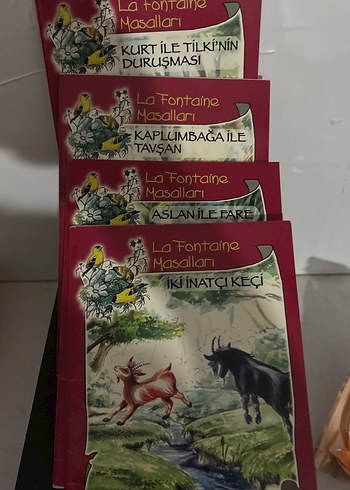 La Fontaine
Masalları
KURT İLE TİLKİ'NİN
DURUŞMASI
La Fontaine
Masalları
KAPLUMBAĞA İLE
TAVŞAN
La Fontaine
Masalları
ASLAN İLE FARE
La Fontaine
Masalları
İKİ İNATÇI KEÇİ